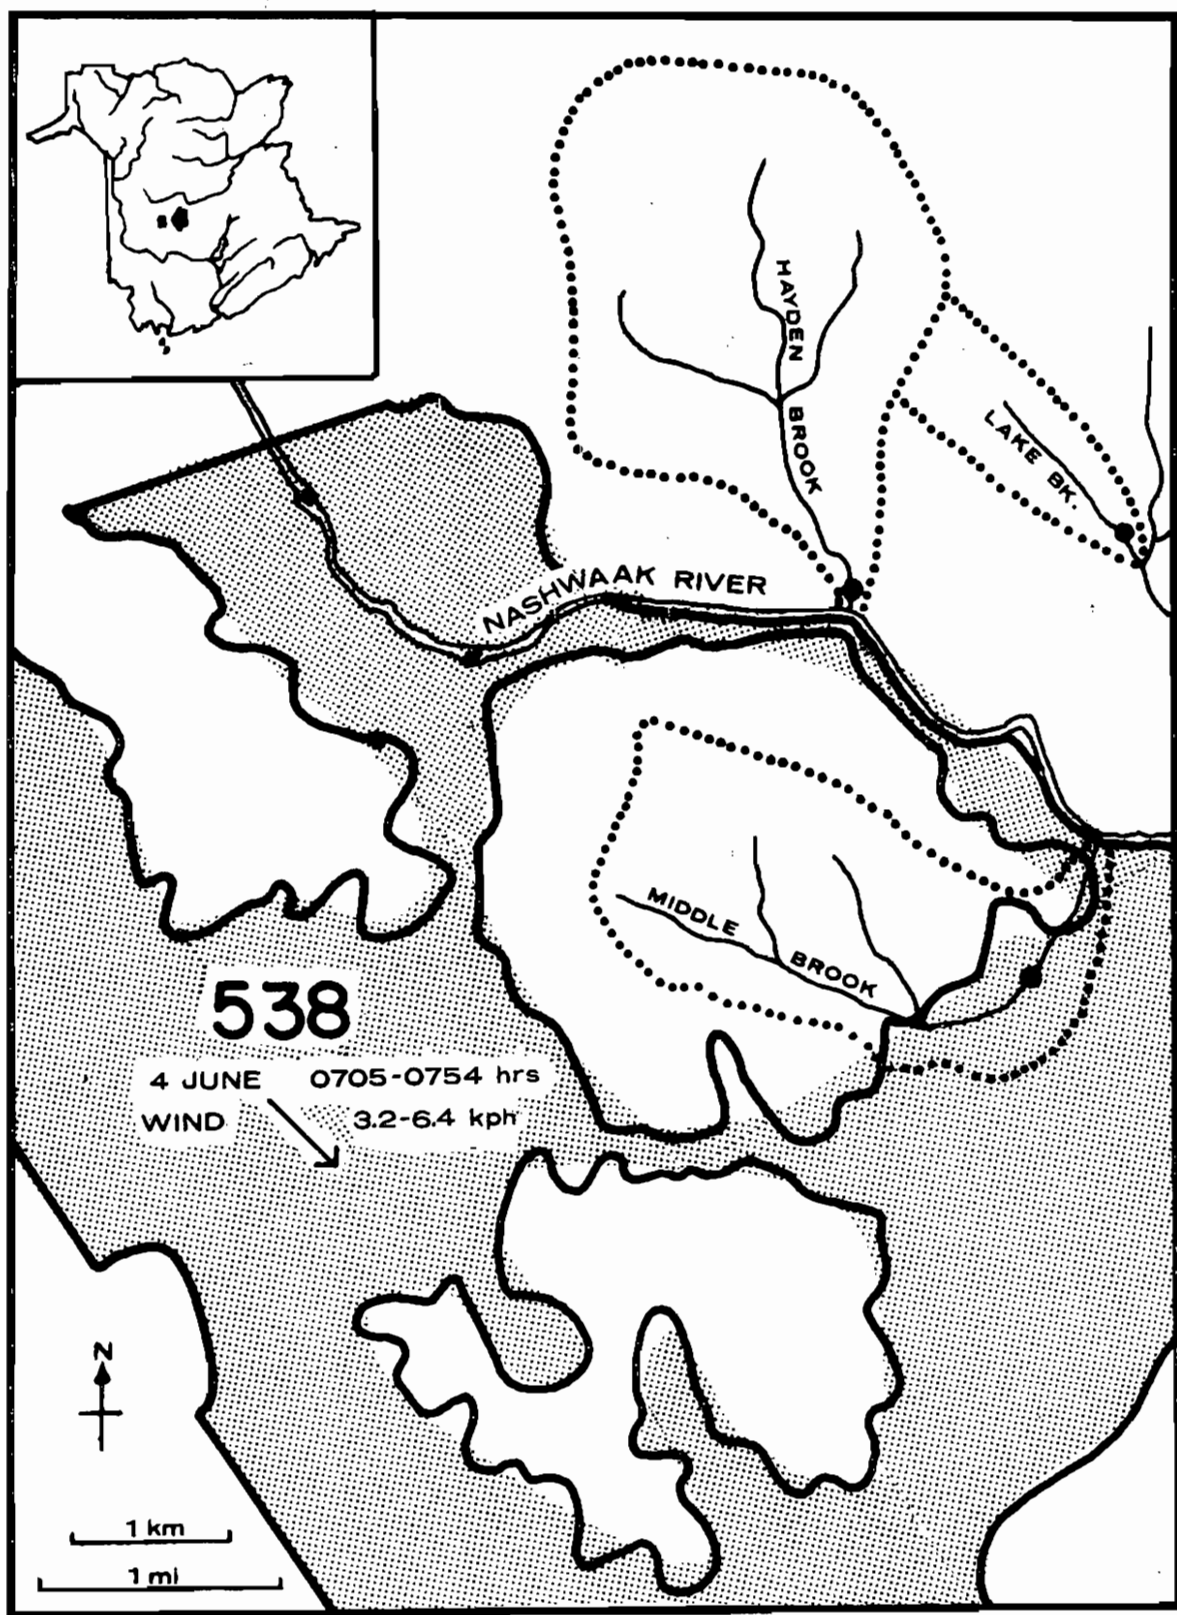 HAYDEN
BROOK
LAKE BK.
NASHWAAK RIVER
MIDDLE
BROOK
538
4 JUNE 0705-0754 hrs
WIND 3.2-6.4 kph
N
1 km
1 mi